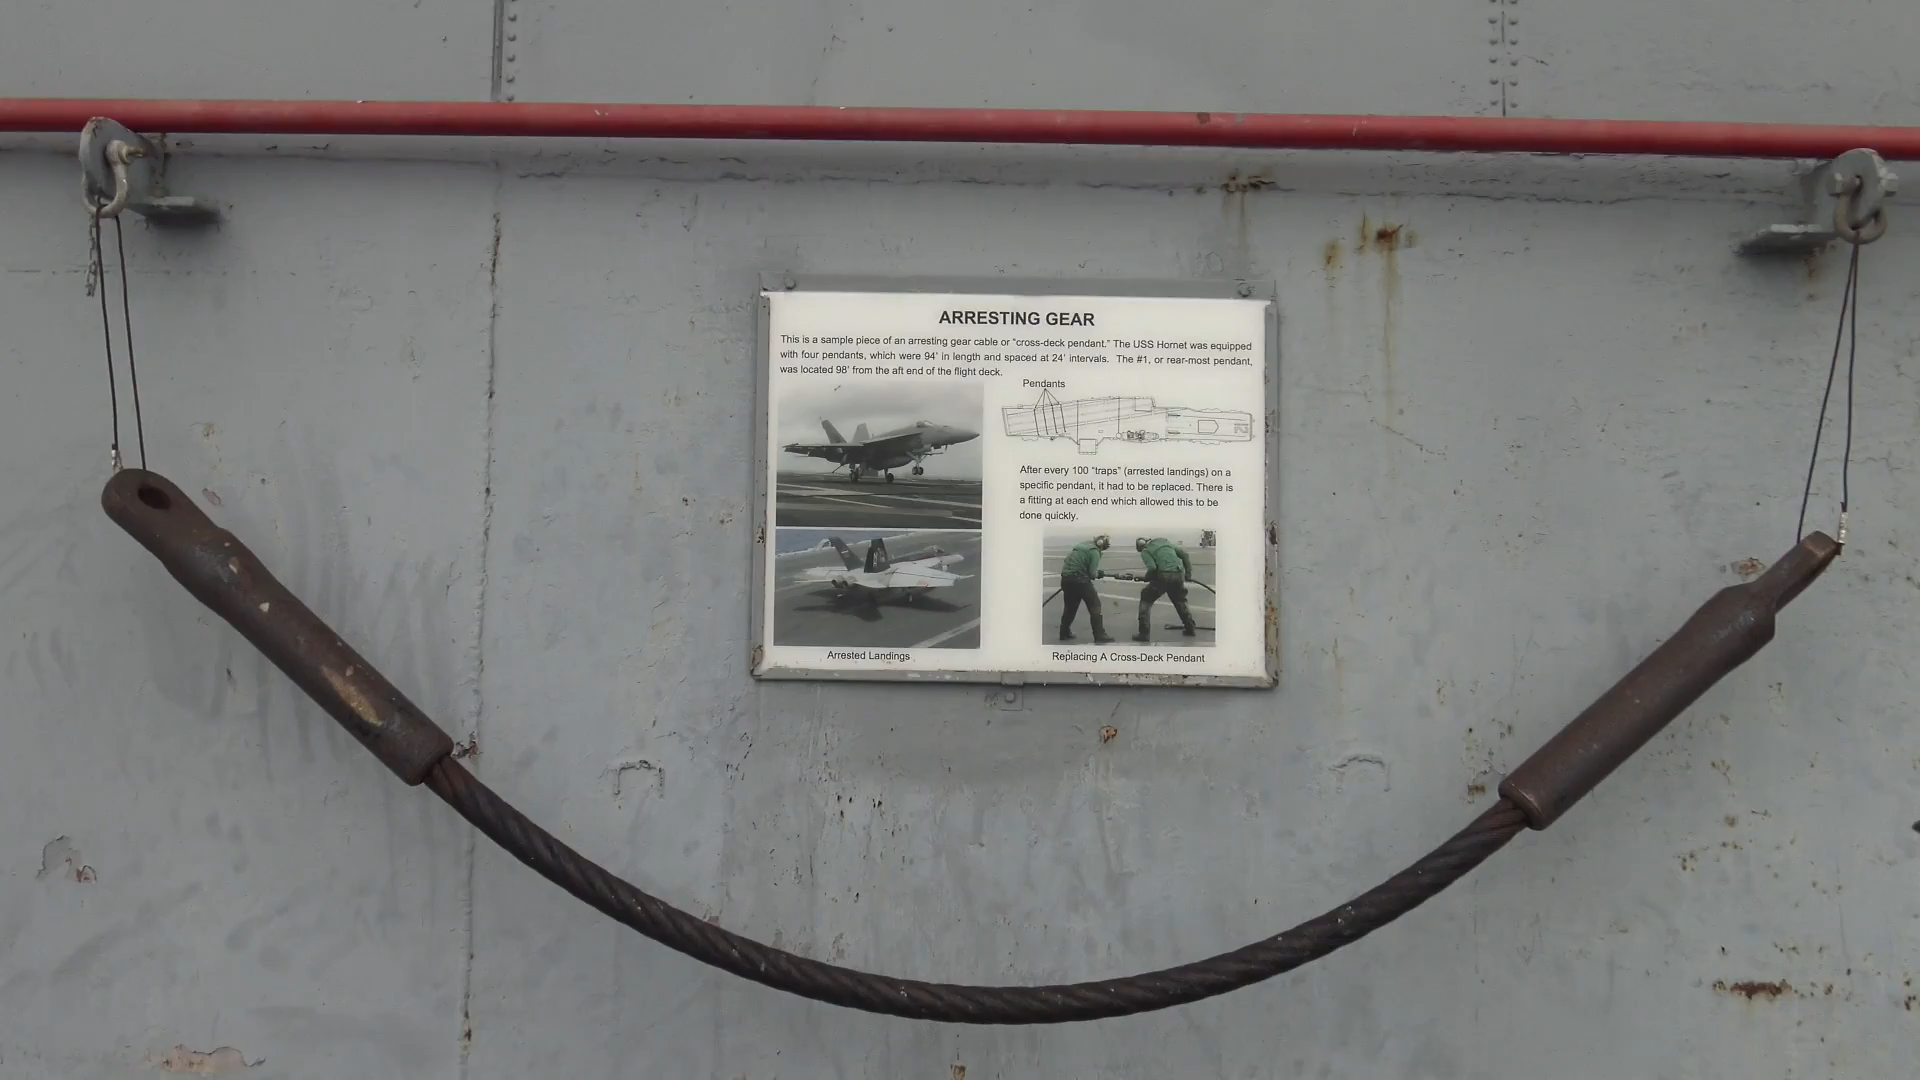 ARRESTING GEAR
This is a sample piece of an arresting gear cable or "cross-deck pendant." The USS Hornet was equipped
with four pendants, which were 94' in length and spaced at 24' intervals. The #1, or rear-most pendant,
was located 98' from the aft end of the flight deck.
Pendants
12
After every 100 "traps" (arrested landings) on a
specific pendant, it had to be replaced. There is
a fitting at each end which allowed this to be
done quickly.
Arrested Landings
Replacing A Cross-Deck Pendant